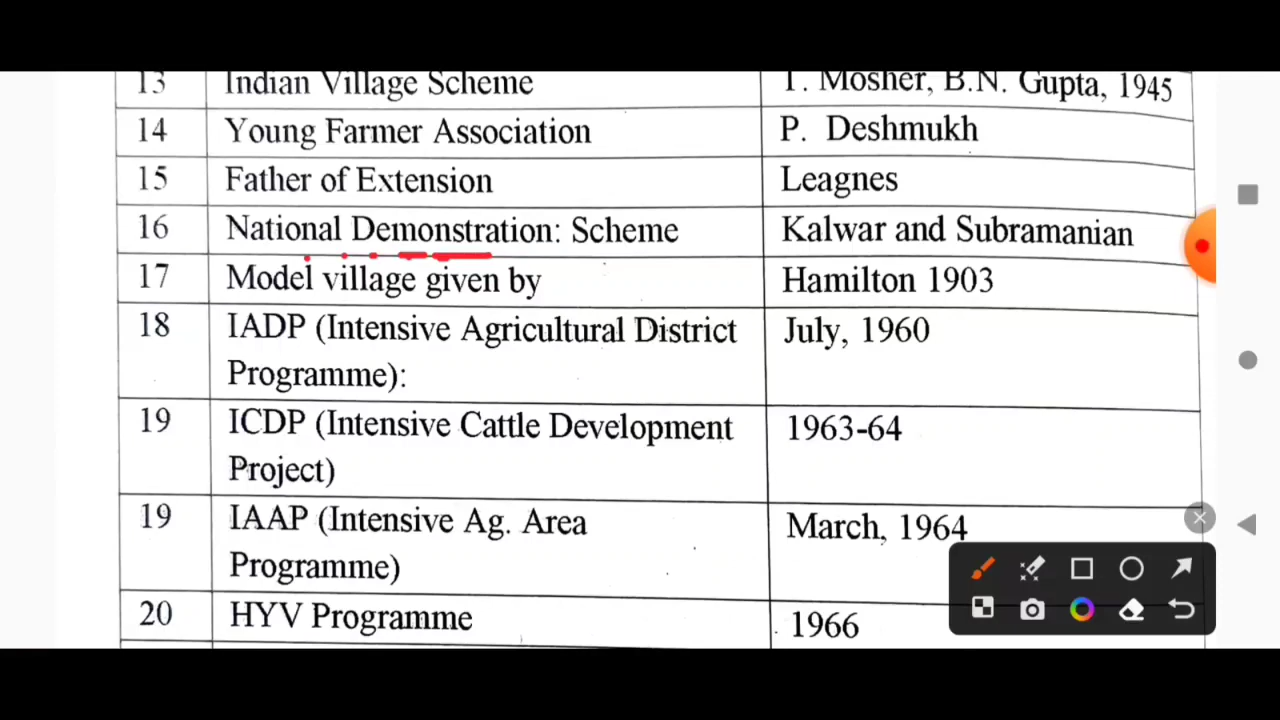 13 Indian Village Scheme T. Mosher, B.N. Gupta, 1945
14 Young Farmer Association P. Deshmukh
15 Father of Extension Leagnes
16 National Demonstration: Scheme Kalwar and Subramanian
17 Model village given by Hamilton 1903
18 IADP (Intensive Agricultural District July, 1960
Programme):
19 ICDP (Intensive Cattle Development 1963-64
Project)
19 IAAP (Intensive Ag. Area March, 1964
Programme)
20 HYV Programme 1966